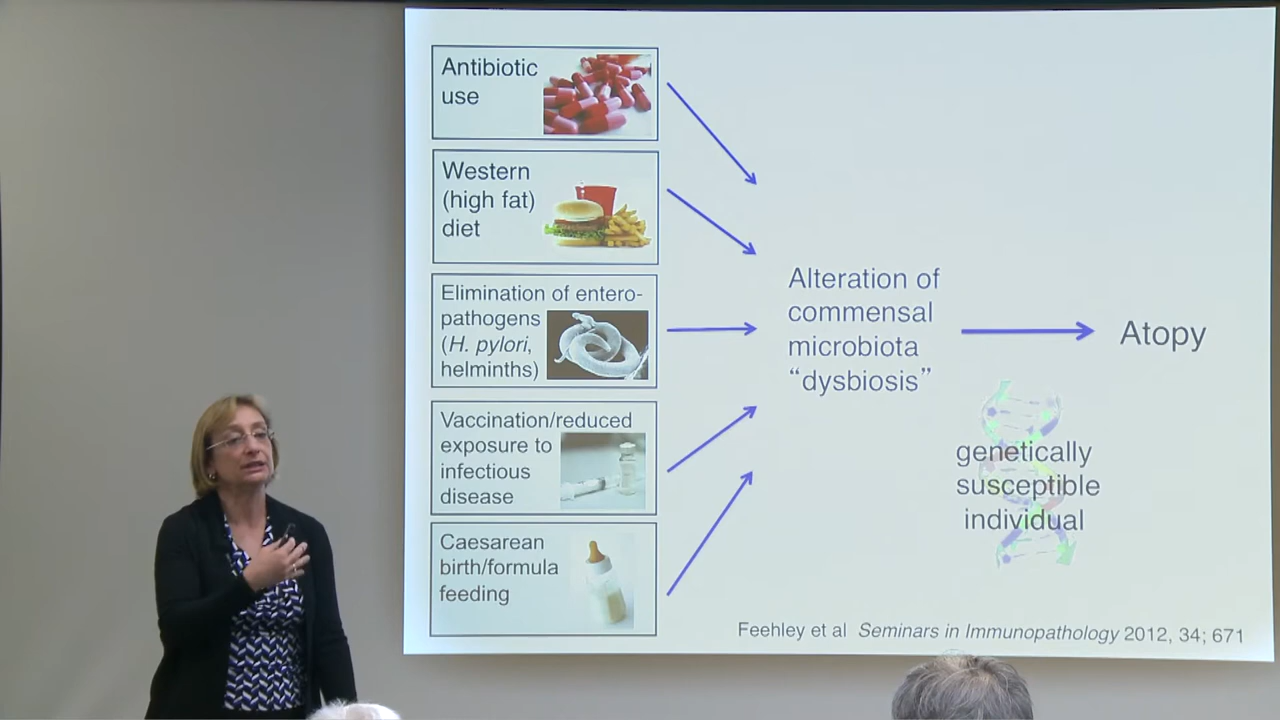 Antibiotic
use
Western
(high fat)
diet
Elimination of entero-
pathogens
(H. pylori,
helminths)
Vaccination/reduced
exposure to
infectious
disease
Caesarean
birth/formula
feeding
Alteration of
commensal
microbiota
“dysbiosis”
Atopy
genetically
susceptible
individual
Feehley et al Seminars in Immunopathology 2012, 34; 671